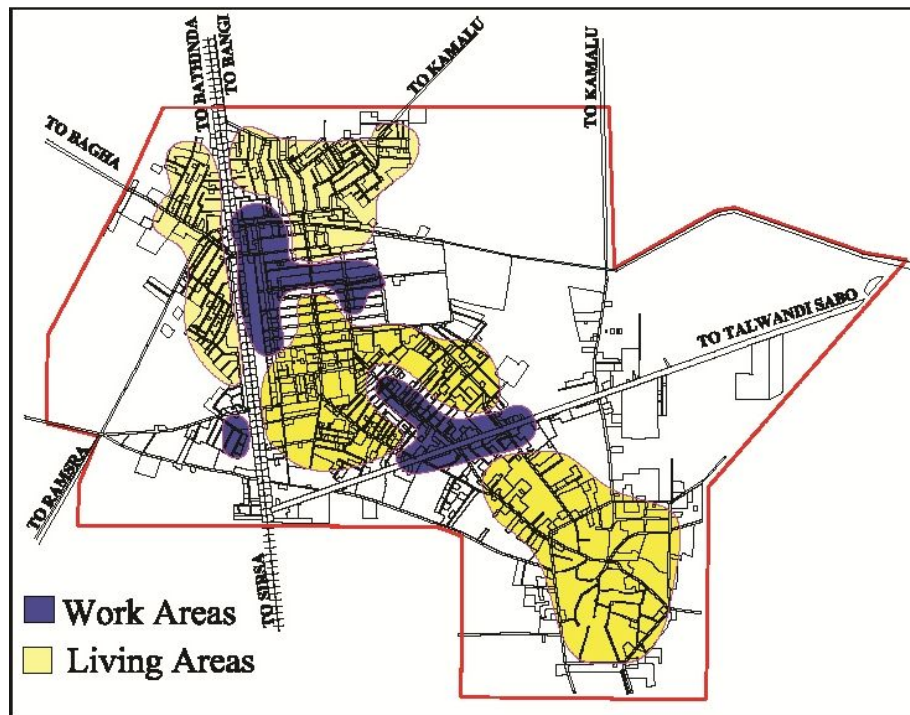 TO BATHINDA
TO BANGI
TO KAMALU
TO KAMALU
TO BAGHA
TO TALWANDI SABO
TO RAMSRA
TO SIRSA
Work Areas
Living Areas